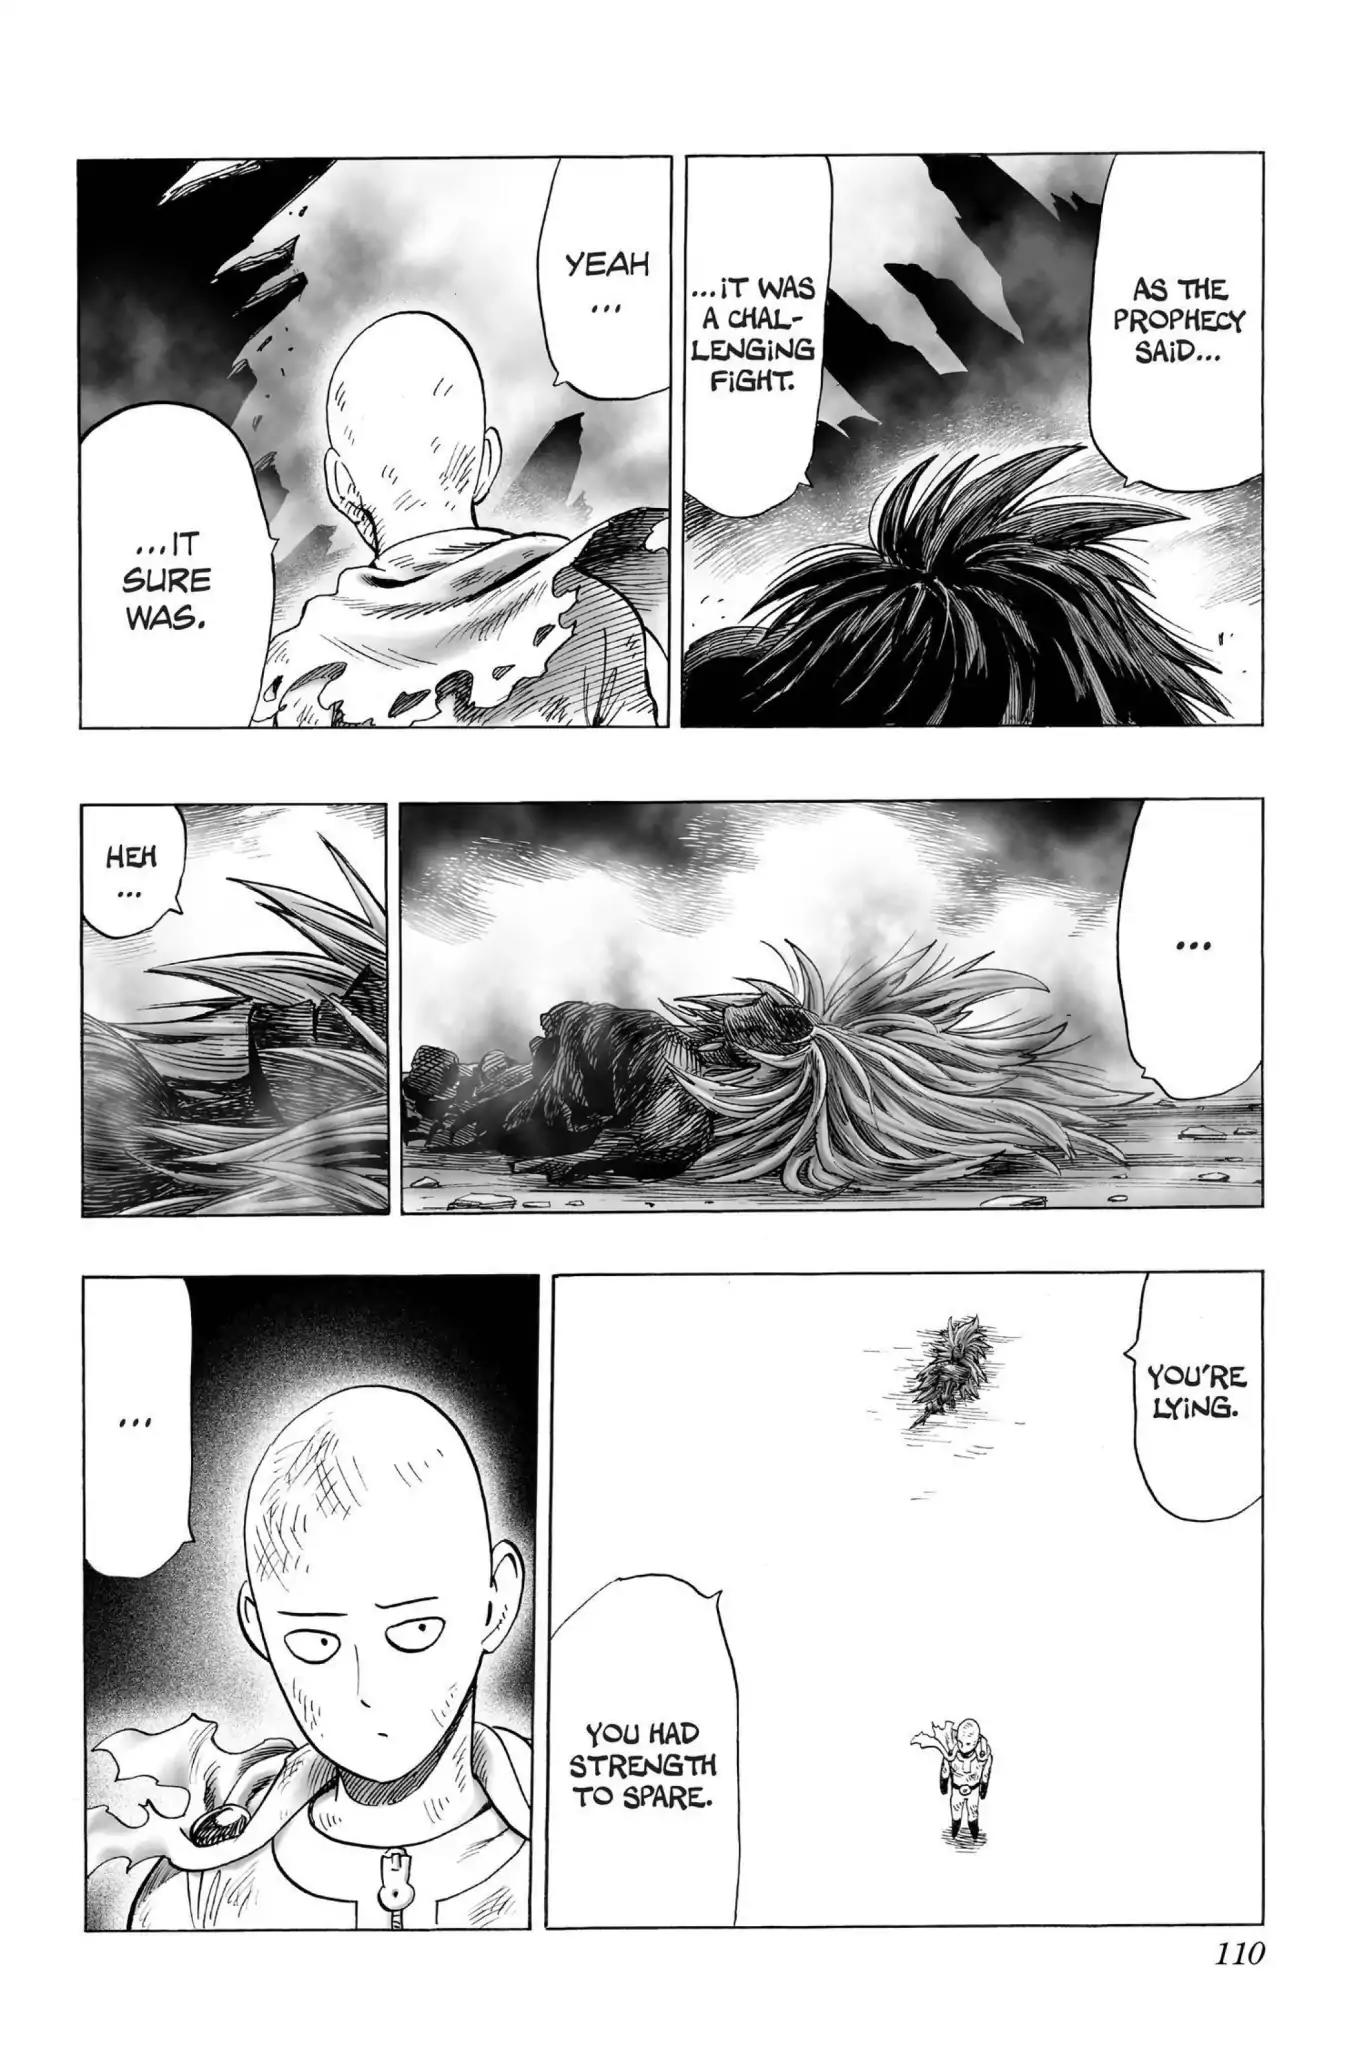 AS THE
PROPHECY
SAiD...
...iT WAS
A CHAL-
LENGiNG
FiGHT.
YEAH
...
...IT
SURE
WAS.
...
HEH
...
YOU'RE
LYiNG.
YOU HAD
STRENGTH
TO SPARE.
...
110